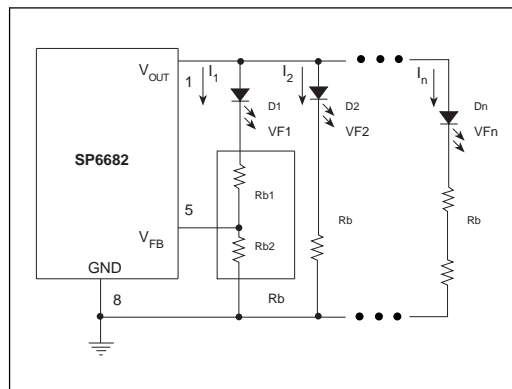 V_OUT
1
I_1
I_2
I_n
D1
D2
Dn
VF1
VF2
VFn
SP6682
Rb1
Rb
Rb
5
V_FB
Rb2
GND
8
Rb